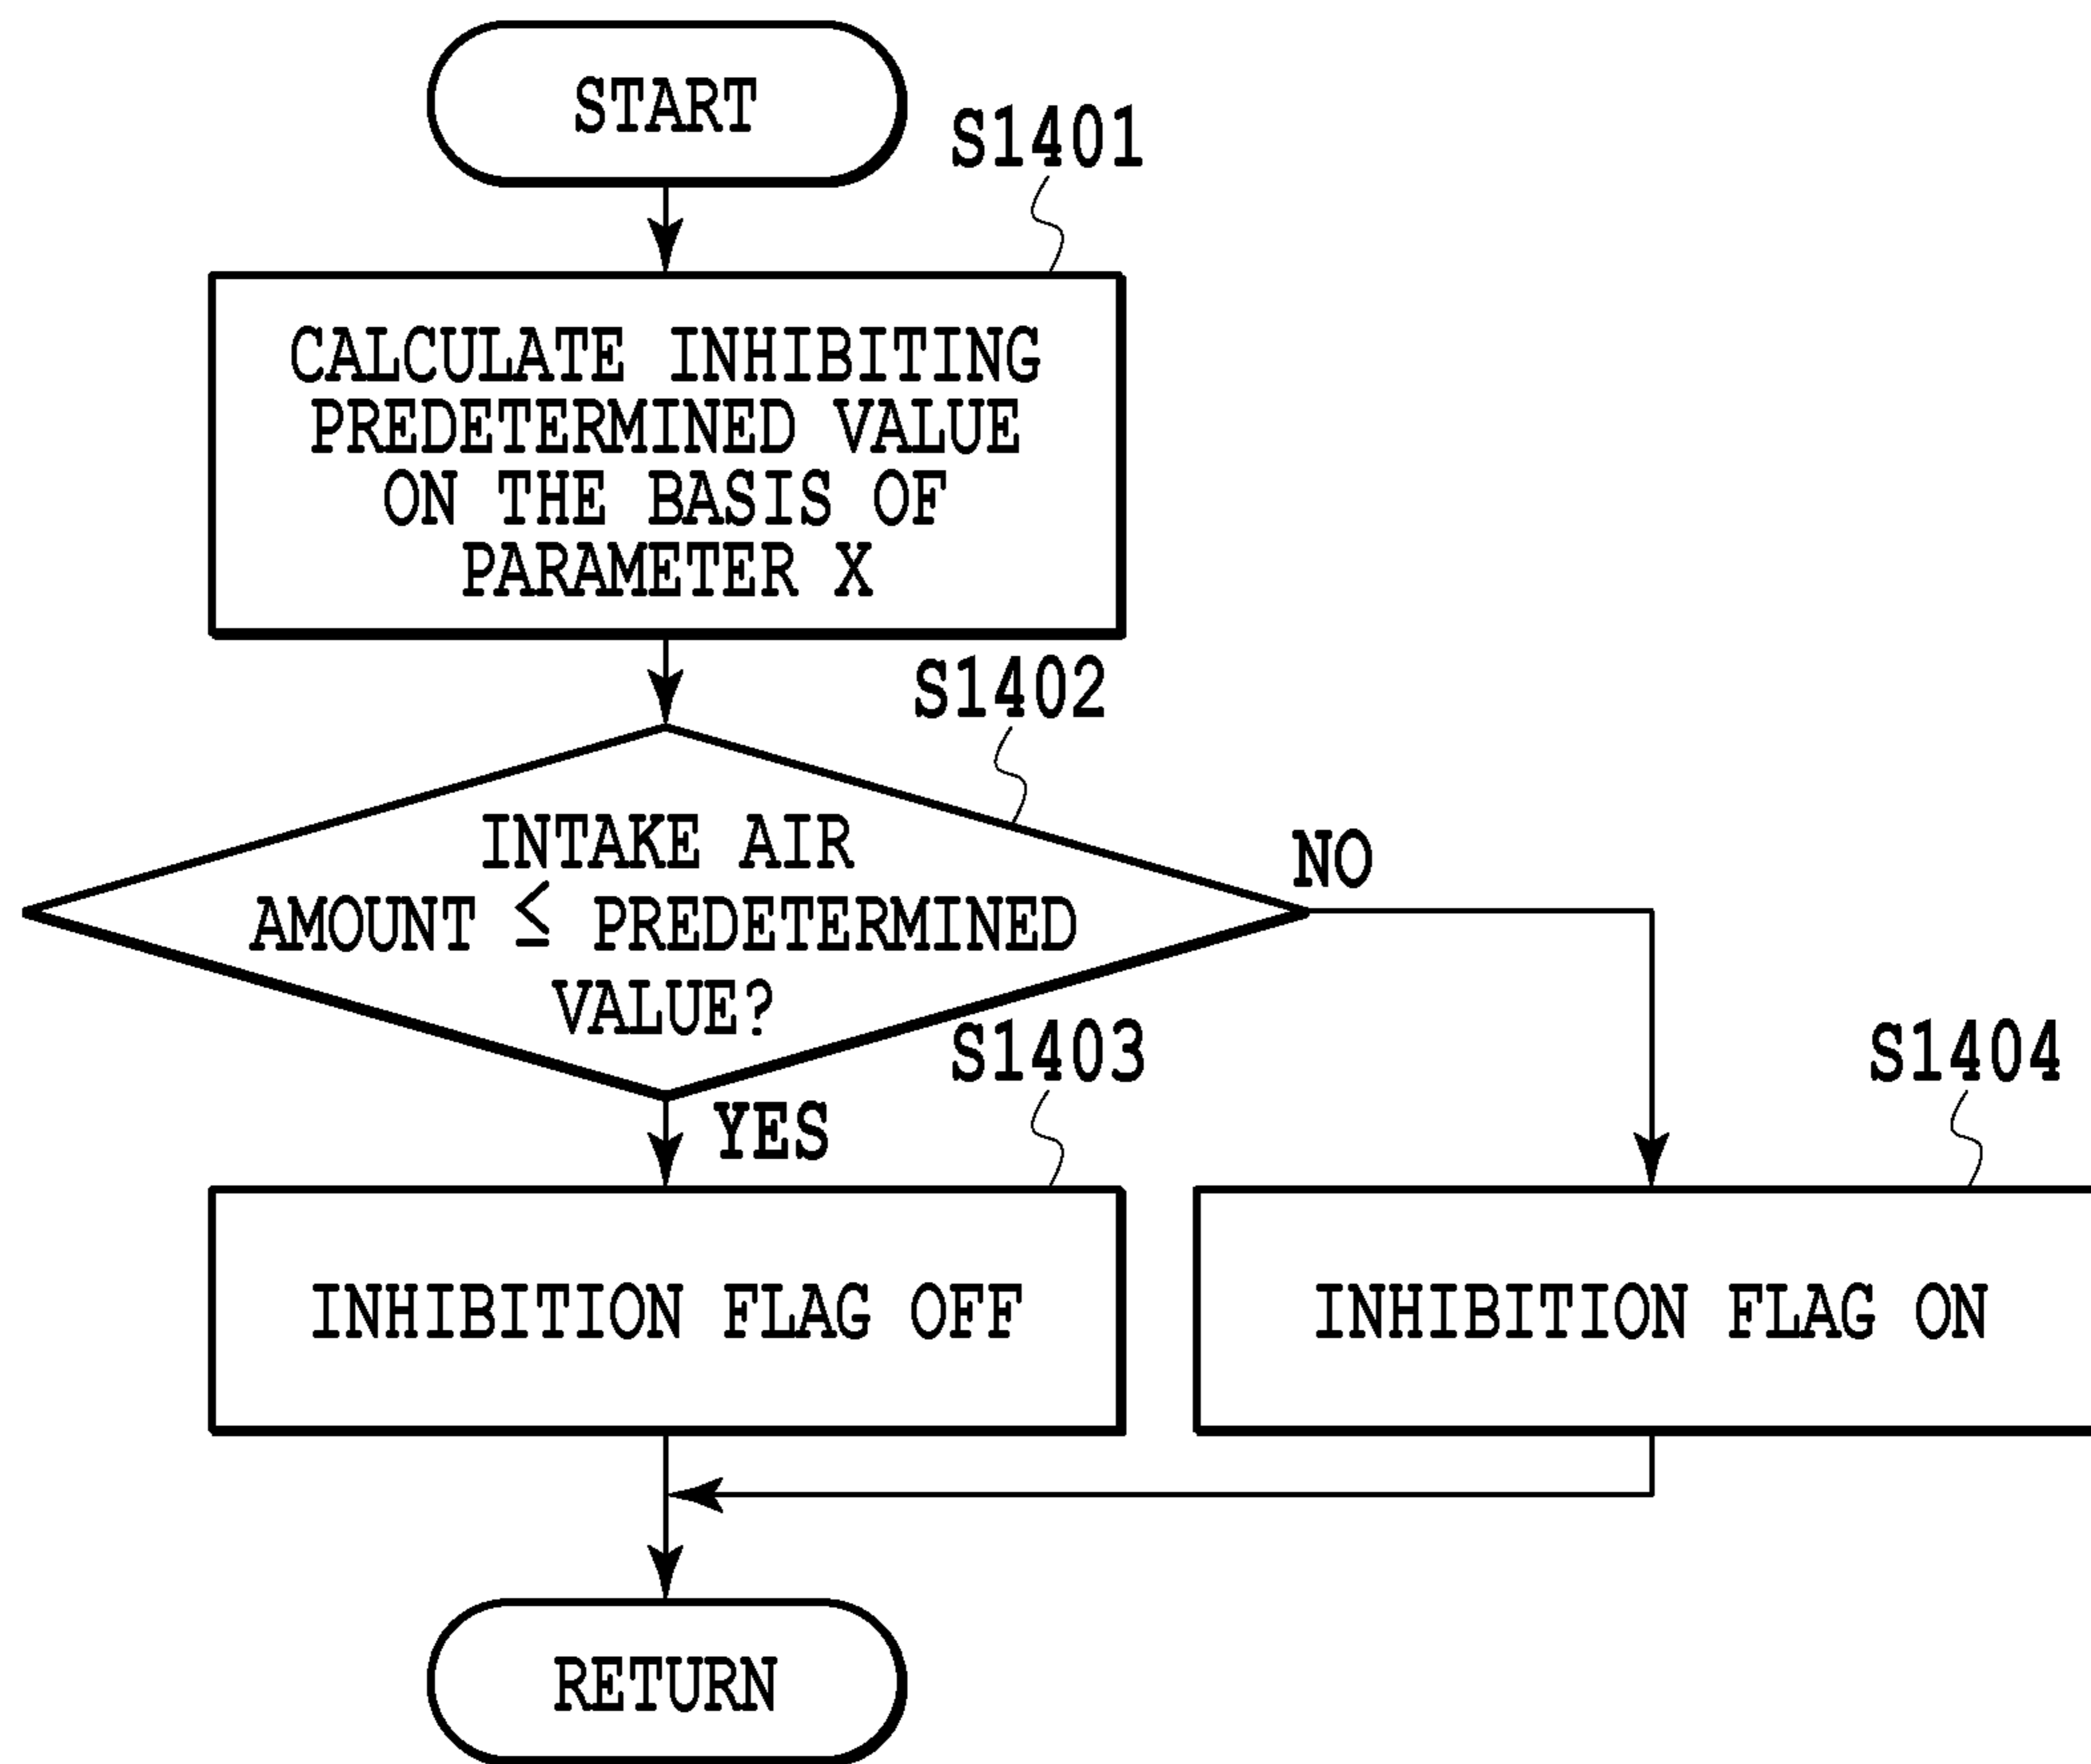 START
S1401
CALCULATE INHIBITING
PREDETERMINED VALUE
ON THE BASIS OF
PARAMETER X
S1402
INTAKE AIR
AMOUNT ≤ PREDETERMINED
VALUE?
NO
YES
S1403
INHIBITION FLAG OFF
S1404
INHIBITION FLAG ON
RETURN